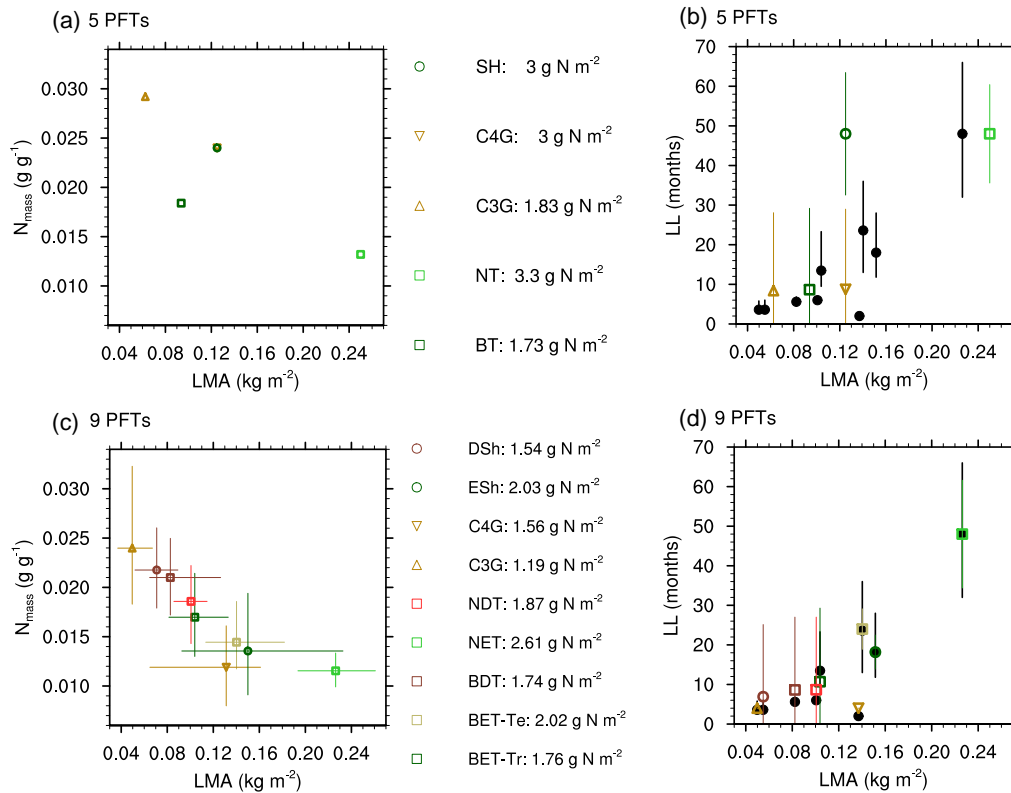 (a) 5 PFTs
N_mass (g g⁻¹)
0.030
0.025
0.020
0.015
0.010
0.04 0.08 0.12 0.16 0.20 0.24
LMA (kg m⁻²)
SH: 3 g N m⁻²
C4G: 3 g N m⁻²
C3G: 1.83 g N m⁻²
NT: 3.3 g N m⁻²
BT: 1.73 g N m⁻²
(b) 5 PFTs
LL (months)
70
60
50
40
30
20
10
0
0.04 0.08 0.12 0.16 0.20 0.24
LMA (kg m⁻²)
(c) 9 PFTs
N_mass (g g⁻¹)
0.030
0.025
0.020
0.015
0.010
0.04 0.08 0.12 0.16 0.20 0.24
LMA (kg m⁻²)
DSh: 1.54 g N m⁻²
ESh: 2.03 g N m⁻²
C4G: 1.56 g N m⁻²
C3G: 1.19 g N m⁻²
NDT: 1.87 g N m⁻²
NET: 2.61 g N m⁻²
BDT: 1.74 g N m⁻²
BET-Te: 2.02 g N m⁻²
BET-Tr: 1.76 g N m⁻²
(d) 9 PFTs
LL (months)
70
60
50
40
30
20
10
0
0.04 0.08 0.12 0.16 0.20 0.24
LMA (kg m⁻²)